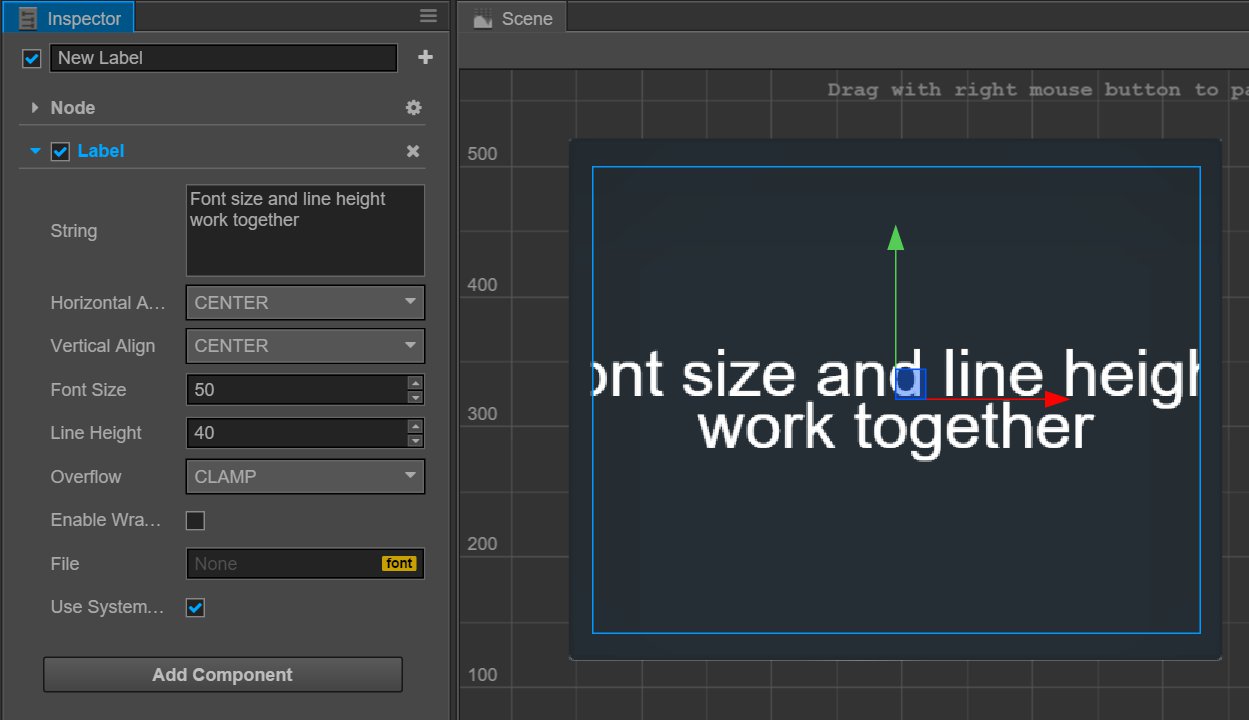 Inspector
Scene
New Label
Drag with right mouse button to pa
Node
Label
500
String
Font size and line height
work together
Horizontal A...
CENTER
400
Vertical Align
CENTER
Font Size
50
ont size and line heigh
work together
300
Line Height
40
Overflow
CLAMP
Enable Wra...
200
File
None
font
Use System...
Add Component
100